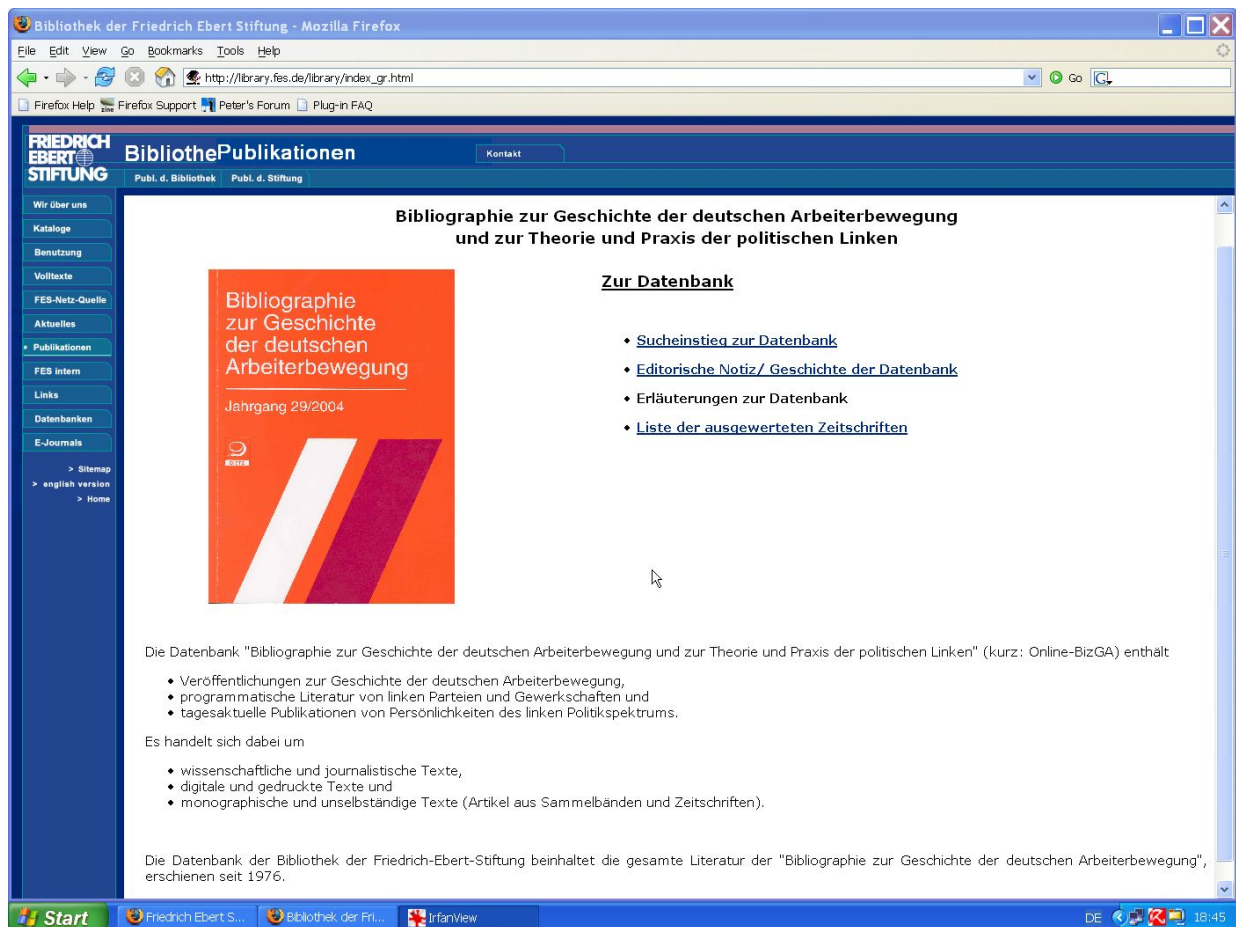 Bibliothek der Friedrich Ebert Stiftung - Mozilla Firefox
File Edit View Go Bookmarks Tools Help
http://library.fes.de/library/index_gr.html Go G
Firefox Help Firefox Support Peter's Forum Plug-in FAQ
FRIEDRICH
EBERT
STIFTUNG
BibliothePublikationen Kontakt
Publ. d. Bibliothek Publ. d. Stiftung
Wir über uns
Kataloge
Benutzung
Volltexte
FES-Netz-Quelle
Aktuelles
Publikationen
FES intern
Links
Datenbanken
E-Journals
> Sitemap
> english version
> Home
Bibliographie zur Geschichte der deutschen Arbeiterbewegung
und zur Theorie und Praxis der politischen Linken
Bibliographie
zur Geschichte
der deutschen
Arbeiterbewegung
Jahrgang 29/2004
DIETZ
Zur Datenbank
• Sucheinstieg zur Datenbank
• Editorische Notiz/ Geschichte der Datenbank
• Erläuterungen zur Datenbank
• Liste der ausgewerteten Zeitschriften
Die Datenbank "Bibliographie zur Geschichte der deutschen Arbeiterbewegung und zur Theorie und Praxis der politischen Linken" (kurz: Online-BizGA) enthält
• Veröffentlichungen zur Geschichte der deutschen Arbeiterbewegung,
• programmatische Literatur von linken Parteien und Gewerkschaften und
• tagesaktuelle Publikationen von Persönlichkeiten des linken Politikspektrums.
Es handelt sich dabei um
• wissenschaftliche und journalistische Texte,
• digitale und gedruckte Texte und
• monographische und unselbständige Texte (Artikel aus Sammelbänden und Zeitschriften).
Die Datenbank der Bibliothek der Friedrich-Ebert-Stiftung beinhaltet die gesamte Literatur der "Bibliographie zur Geschichte der deutschen Arbeiterbewegung",
erschienen seit 1976.
Start Friedrich Ebert S... Bibliothek der Fri... IrfanView DE 18:45